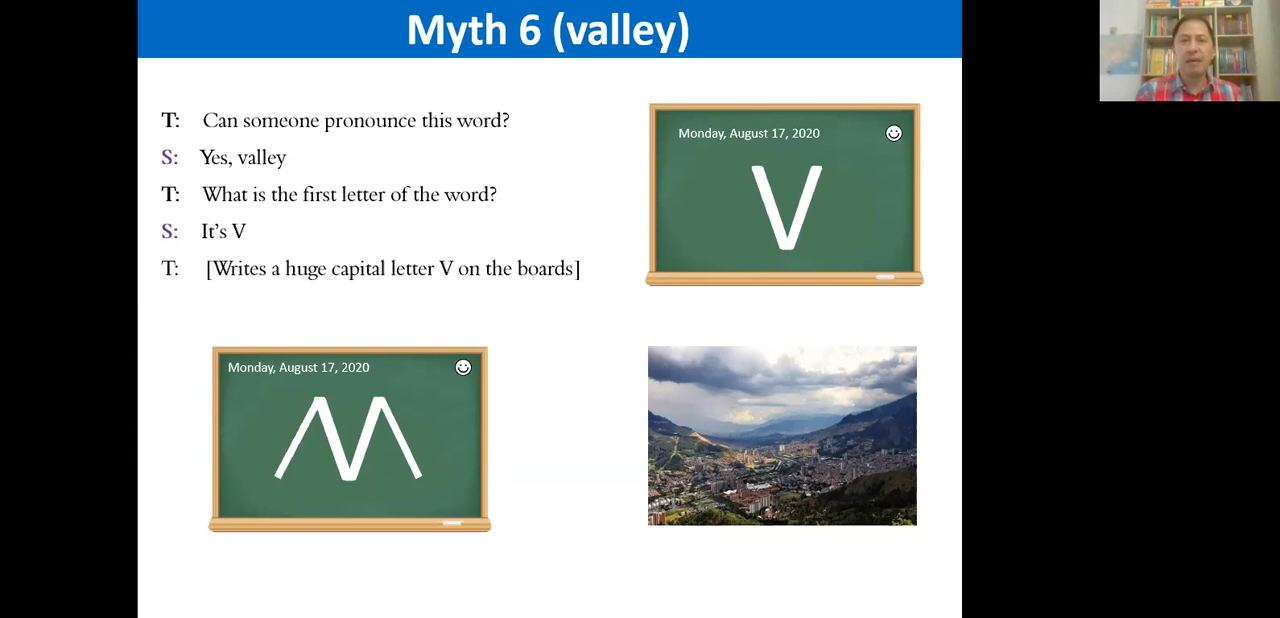 Myth 6 (valley)
T: Can someone pronounce this word?
S: Yes, valley
T: What is the first letter of the word?
S: It's V
T: [Writes a huge capital letter V on the boards]
Monday, August 17, 2020
V
Monday, August 17, 2020